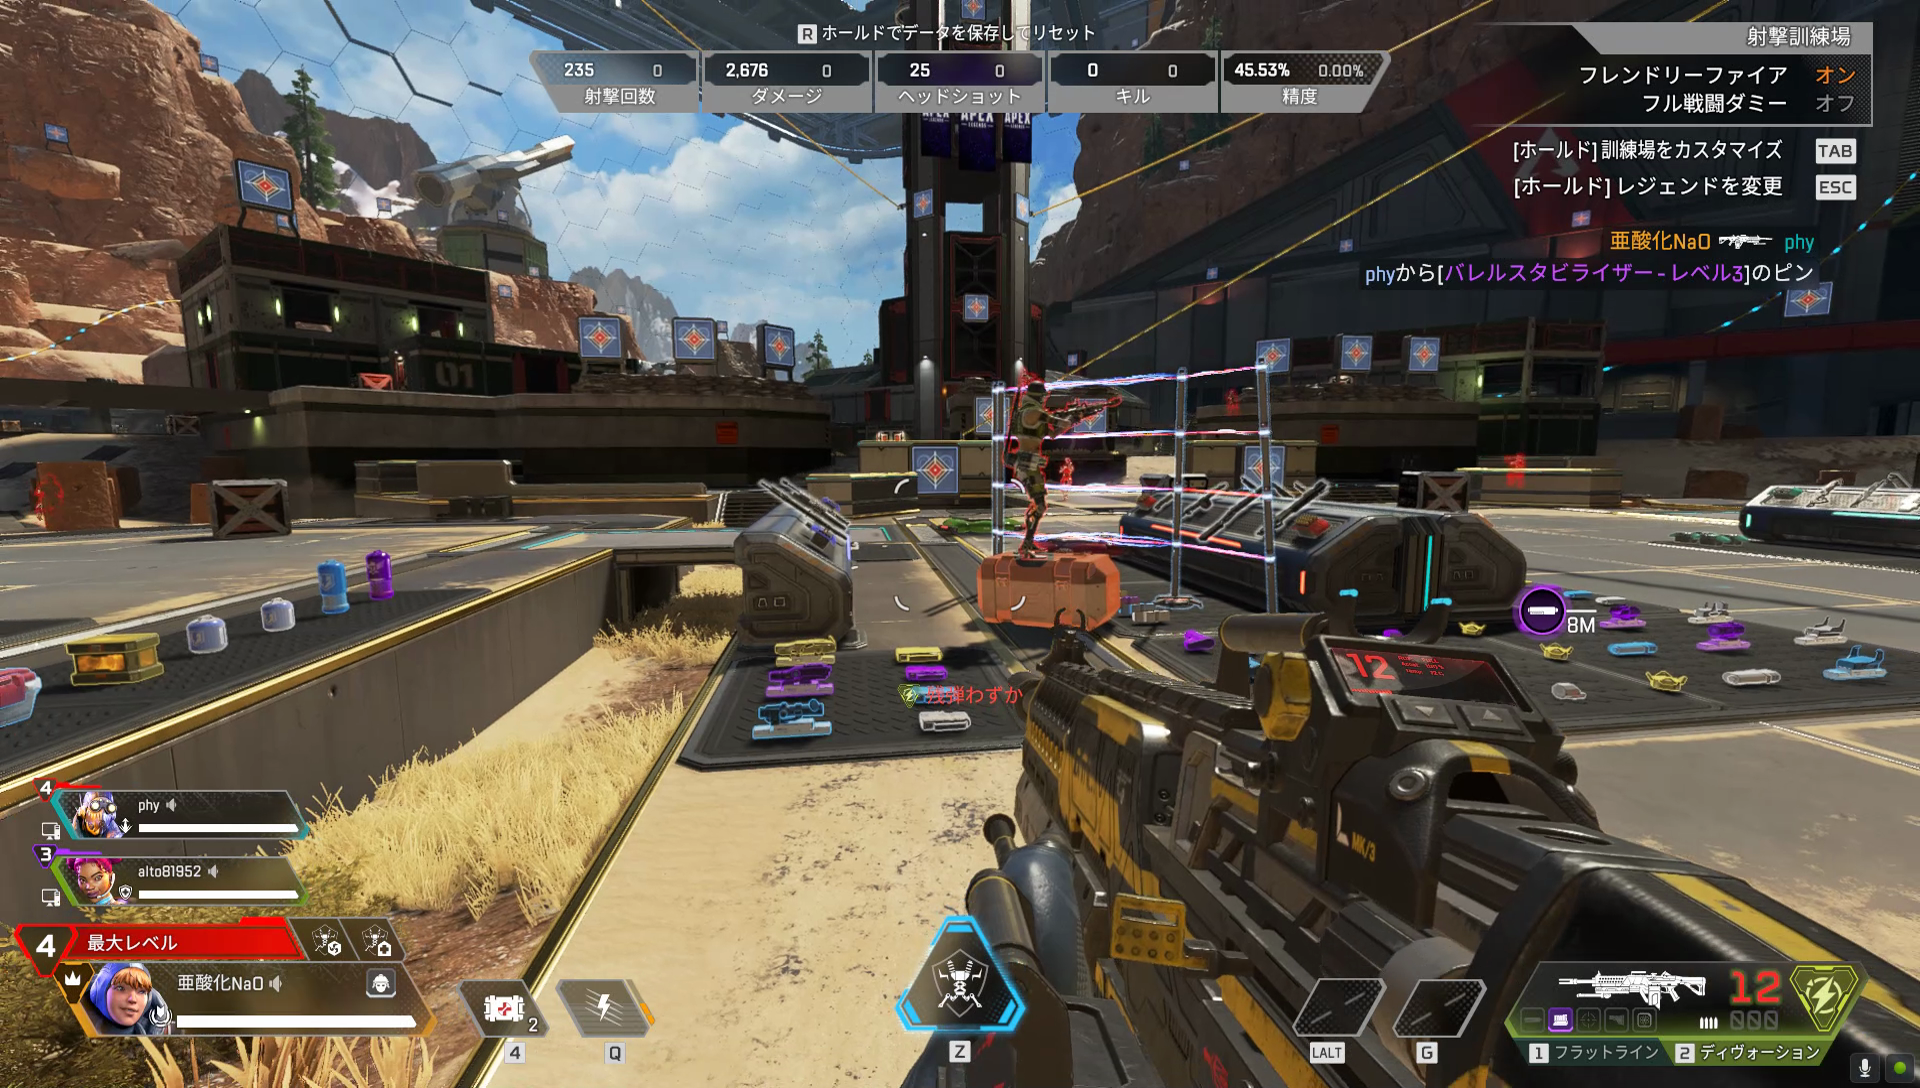 R ホールドでデータを保存してリセット
235 0 2,676 0 25 0 0 0 45.53% 0.00%
射撃回数 ダメージ ヘッドショット キル 精度
射撃訓練場
フレンドリーファイア オン
フル戦闘ダミー オフ
[ホールド]訓練場をカスタマイズ TAB
[ホールド]レジェンドを変更 ESC
亜酸化NaO phy
phyから[バレルスタビライザー - レベル3]のピン
APEX APEX APEX
01
8M
12
残弾わずか
MK/3
4 phy
3 alto81952
4 最大レベル
亜酸化NaO
2
4 Q Z LALT G
12
000
1 フラットライン 2 ディヴォーション